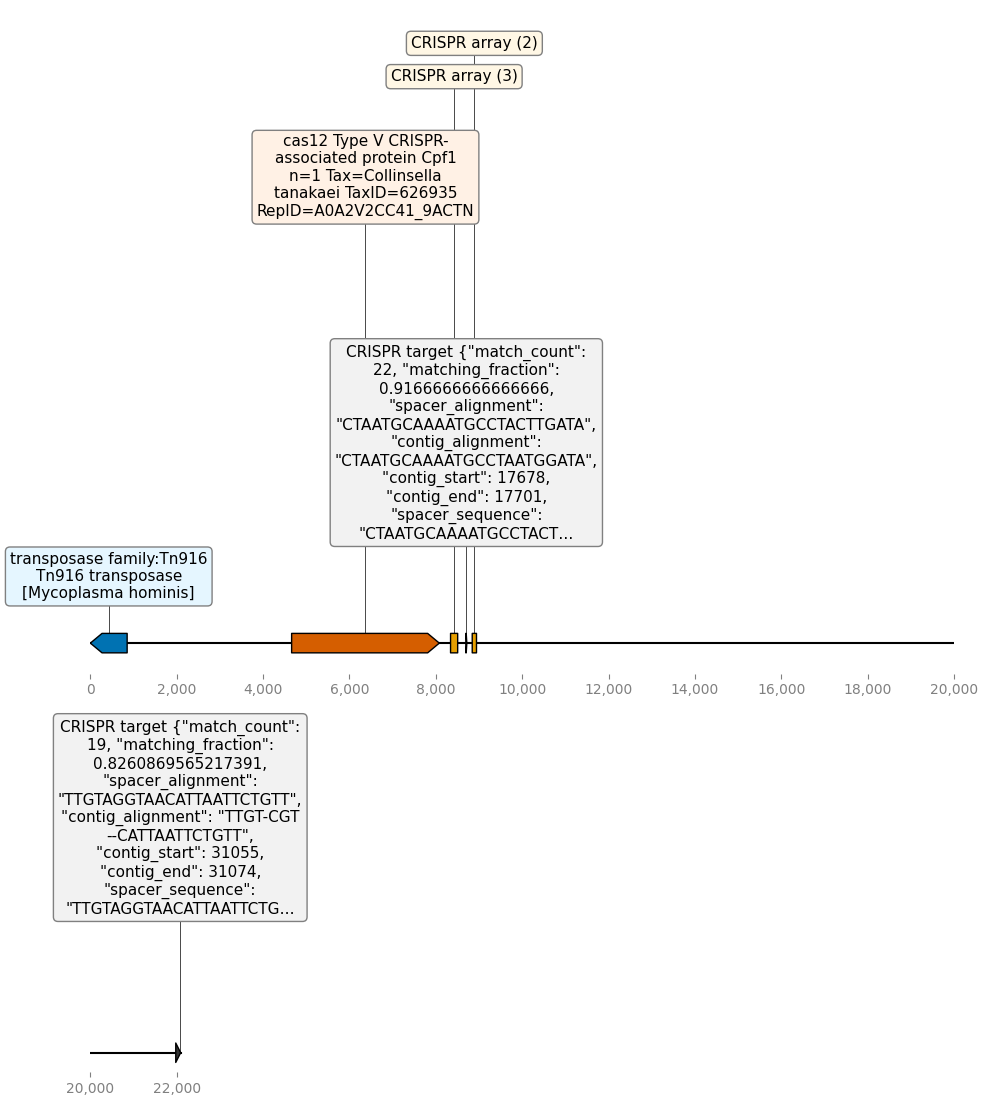 CRISPR array (2)
CRISPR array (3)
cas12 Type V CRISPR-
associated protein Cpf1
n=1 Tax=Collinsella
tanakaei TaxID=626935
RepID=A0A2V2CC41_9ACTN
CRISPR target {"match_count":
22, "matching_fraction":
0.9166666666666666,
"spacer_alignment":
"CTAATGCAAAATGCCTACTTGATA",
"contig_alignment":
"CTAATGCAAAATGCCTAATGGATA",
"contig_start": 17678,
"contig_end": 17701,
"spacer_sequence":
"CTAATGCAAAATGCCTACT…
transposase family:Tn916
Tn916 transposase
[Mycoplasma hominis]
0 2,000 4,000 6,000 8,000 10,000 12,000 14,000 16,000 18,000 20,000
CRISPR target {"match_count":
19, "matching_fraction":
0.8260869565217391,
"spacer_alignment":
"TTGTAGGTAACATTAATTCTGTT",
"contig_alignment": "TTGT-CGT
--CATTAATTCTGTT",
"contig_start": 31055,
"contig_end": 31074,
"spacer_sequence":
"TTGTAGGTAACATTAATTCTG…
20,000 22,000